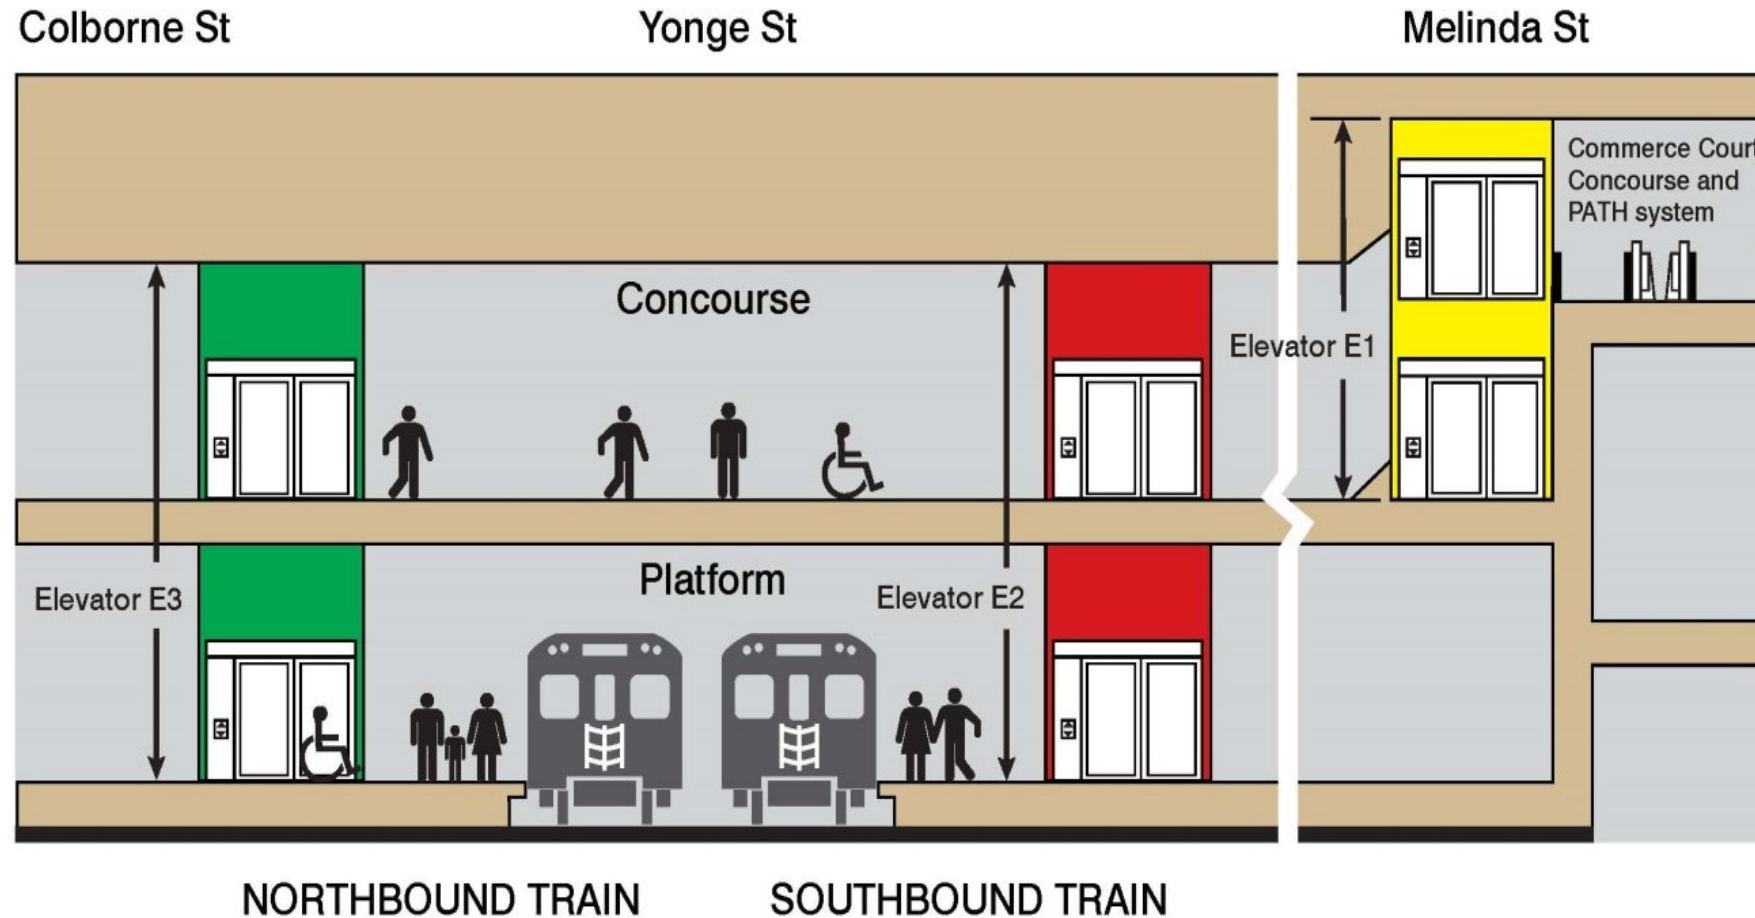 Colborne St
Yonge St
Melinda St
Commerce Court
Concourse and
PATH system
Concourse
Elevator E1
Platform
Elevator E3
Elevator E2
NORTHBOUND TRAIN
SOUTHBOUND TRAIN